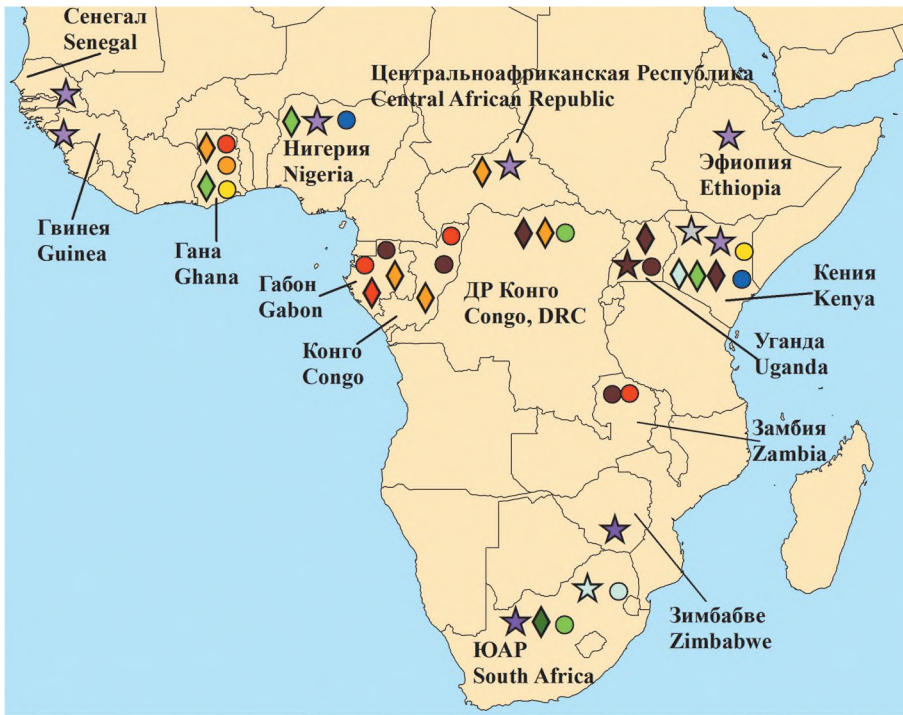 Сенегал
Senegal
Центральноафриканская Республика
Central African Republic
Нигерия
Nigeria
Эфиопия
Ethiopia
Гвинея
Guinea
Гана
Ghana
Габон
Gabon
ДР Конго
Congo, DRC
Кения
Kenya
Конго
Congo
Уганда
Uganda
Замбия
Zambia
Зимбабве
Zimbabwe
ЮАР
South Africa